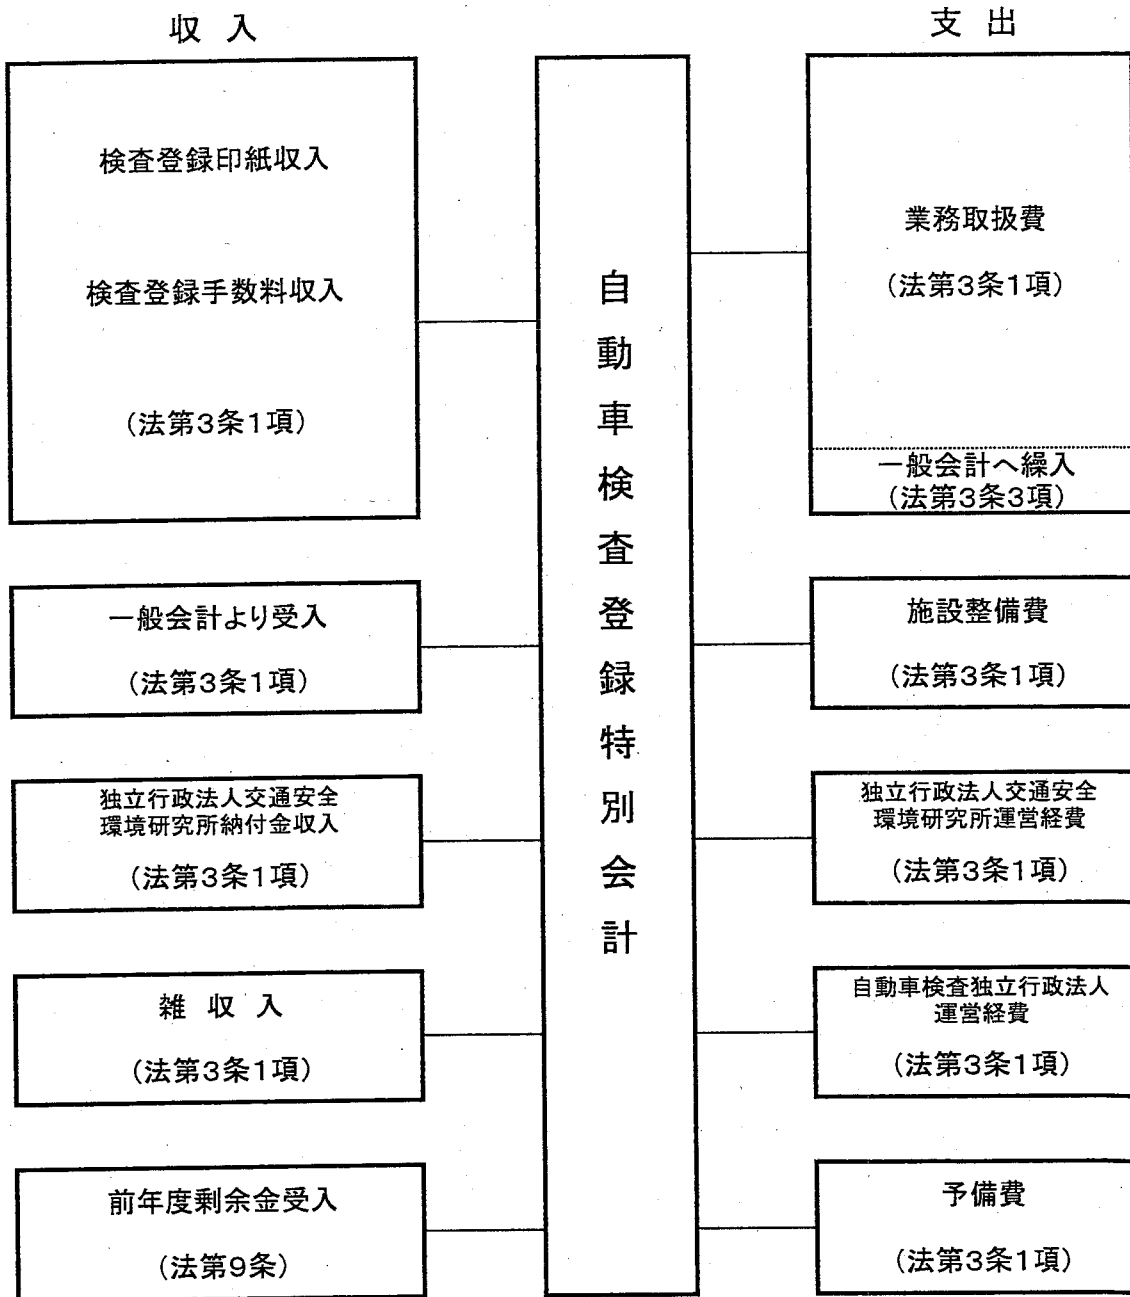 収 入
検査登録印紙収入
検査登録手数料収入
(法第3条1項)
一般会計より受入
(法第3条1項)
独立行政法人交通安全
環境研究所納付金収入
(法第3条1項)
雑 収 入
(法第3条1項)
前年度剰余金受入
(法第9条)
自動車検査登録特別会計
支 出
業務取扱費
(法第3条1項)
一般会計へ繰入
(法第3条3項)
施設整備費
(法第3条1項)
独立行政法人交通安全
環境研究所運営経費
(法第3条1項)
自動車検査独立行政法人
運営経費
(法第3条1項)
予備費
(法第3条1項)